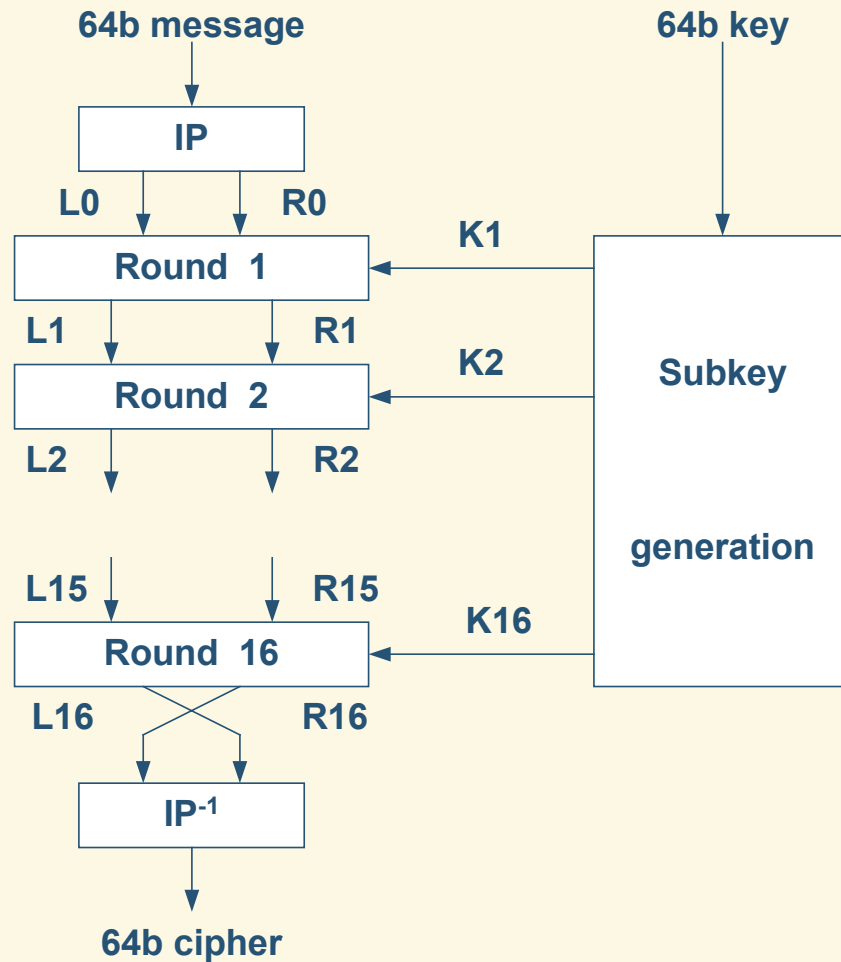 64b message
64b key
IP
L0
R0
K1
Round 1
L1
R1
K2
Subkey
Round 2
L2
R2
generation
L15
R15
K16
Round 16
L16
R16
IP⁻¹
64b cipher